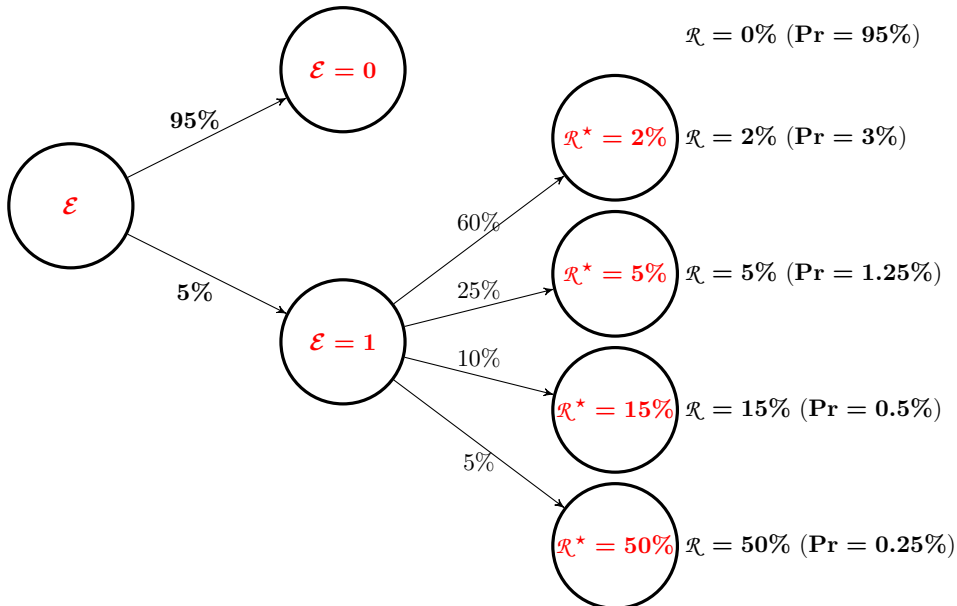 ℛ = 0% (Pr = 95%)
ℰ = 0
95%
ℛ* = 2% ℛ = 2% (Pr = 3%)
ℰ
60%
ℛ* = 5% ℛ = 5% (Pr = 1.25%)
5%
25%
ℰ = 1
10%
ℛ* = 15% ℛ = 15% (Pr = 0.5%)
5%
ℛ* = 50% ℛ = 50% (Pr = 0.25%)